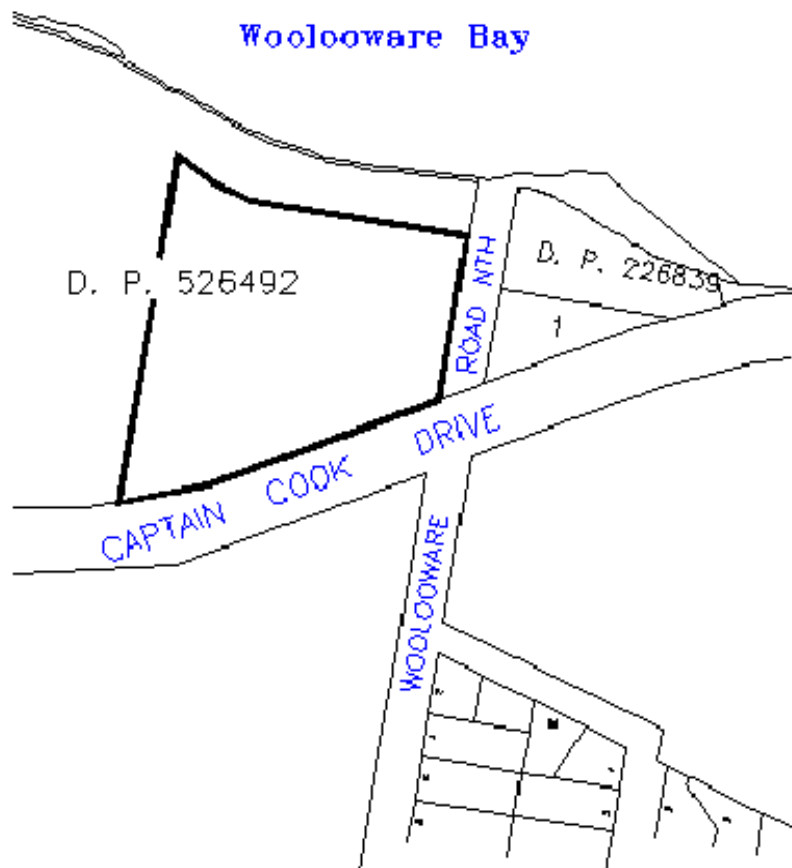 Woolooware Bay
D. P. 526492
ROAD NTH
D. P. 226839
1
CAPTAIN COOK DRIVE
WOOLOOWARE